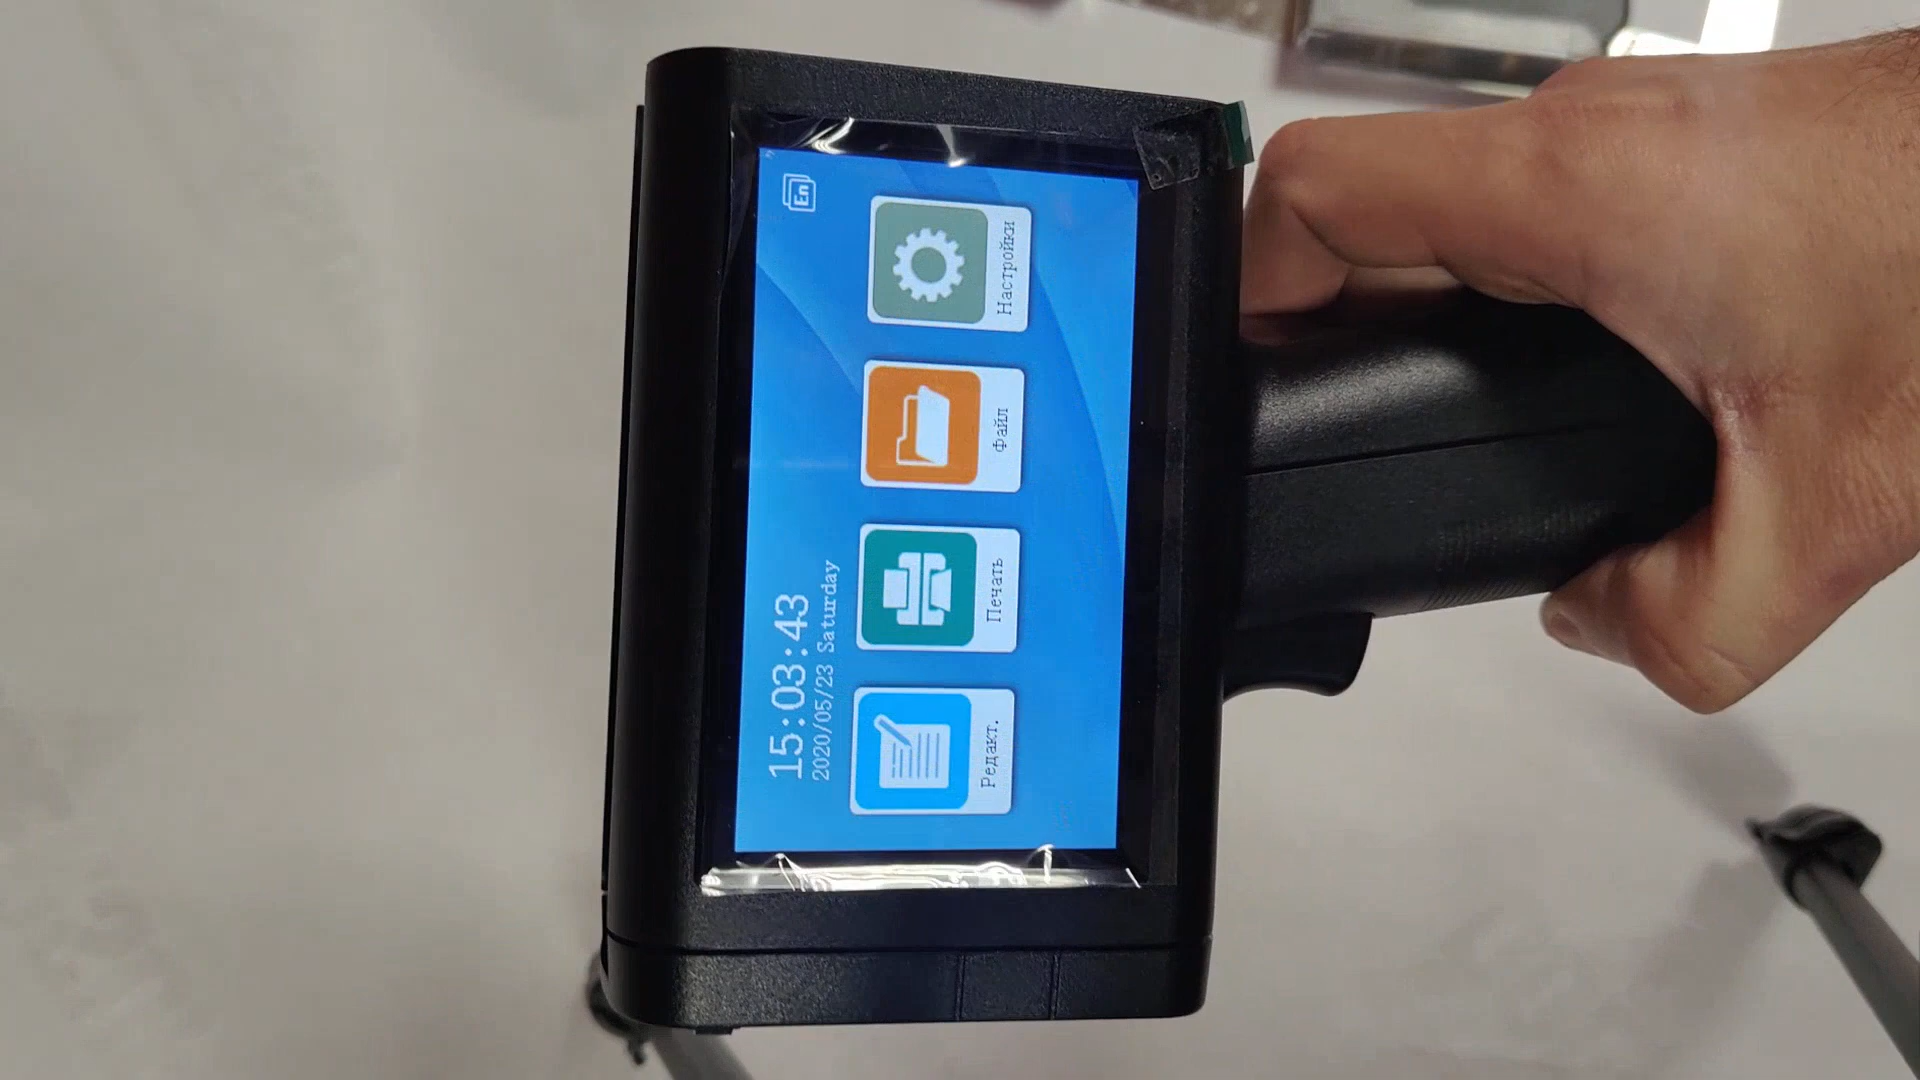 En
15:03:43
2020/05/23 Saturday
Редакт.
Печать
Файл
Настройки